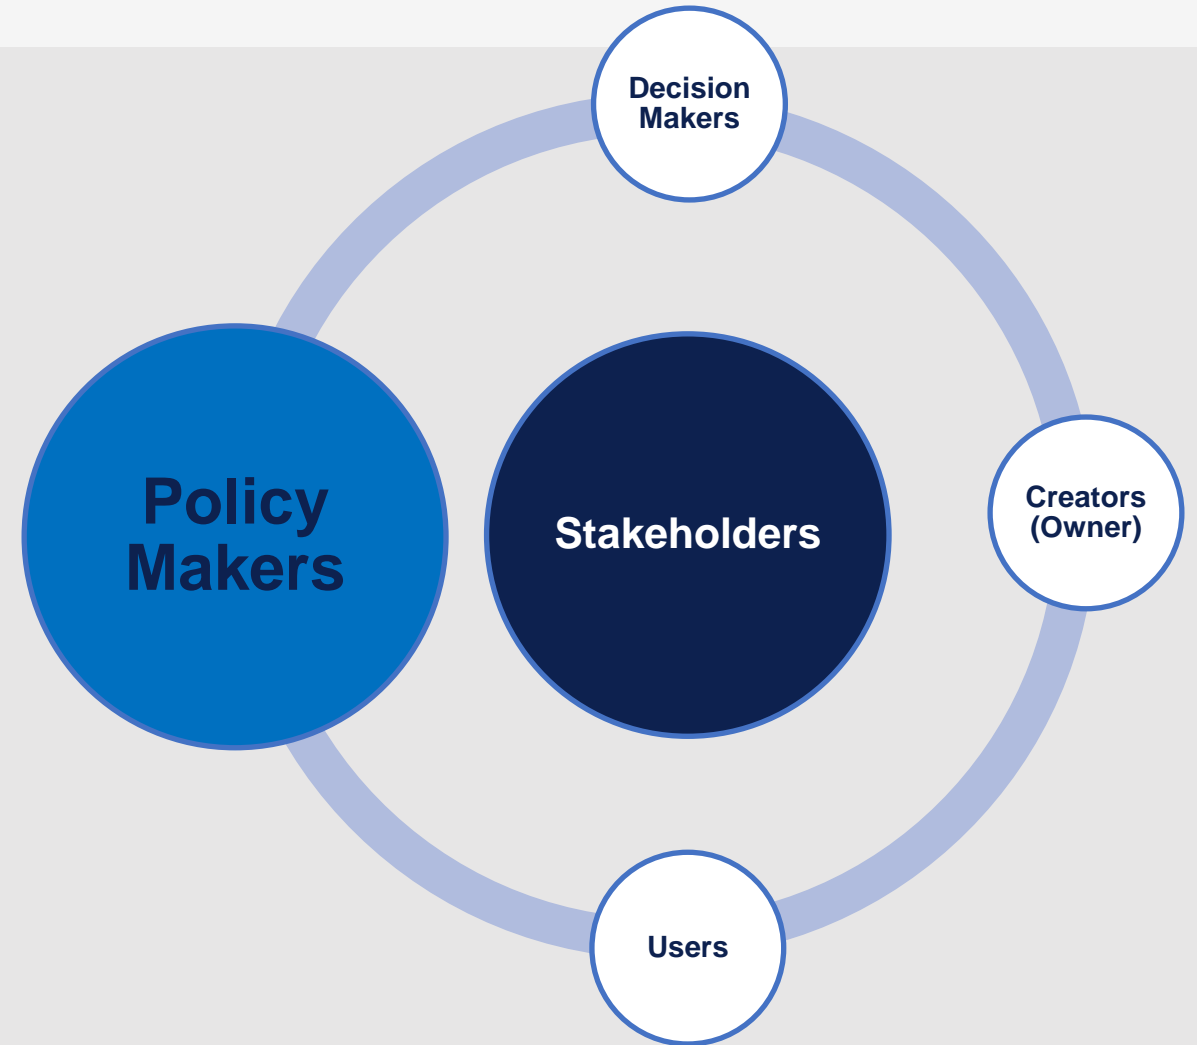 Decision
Makers
Policy
Makers
Stakeholders
Creators
(Owner)
Users